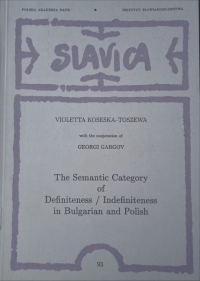 POLSKA AKADEMIA NAUK * INSTYTUT SŁOWIANOZNAWSTWA
SLAVICA
VIOLETTA KOSESKA-TOSZEWA
with the cooperation of
GEORGI GARGOV
The Semantic Category
of
Definiteness / Indefiniteness
in Bulgarian and Polish